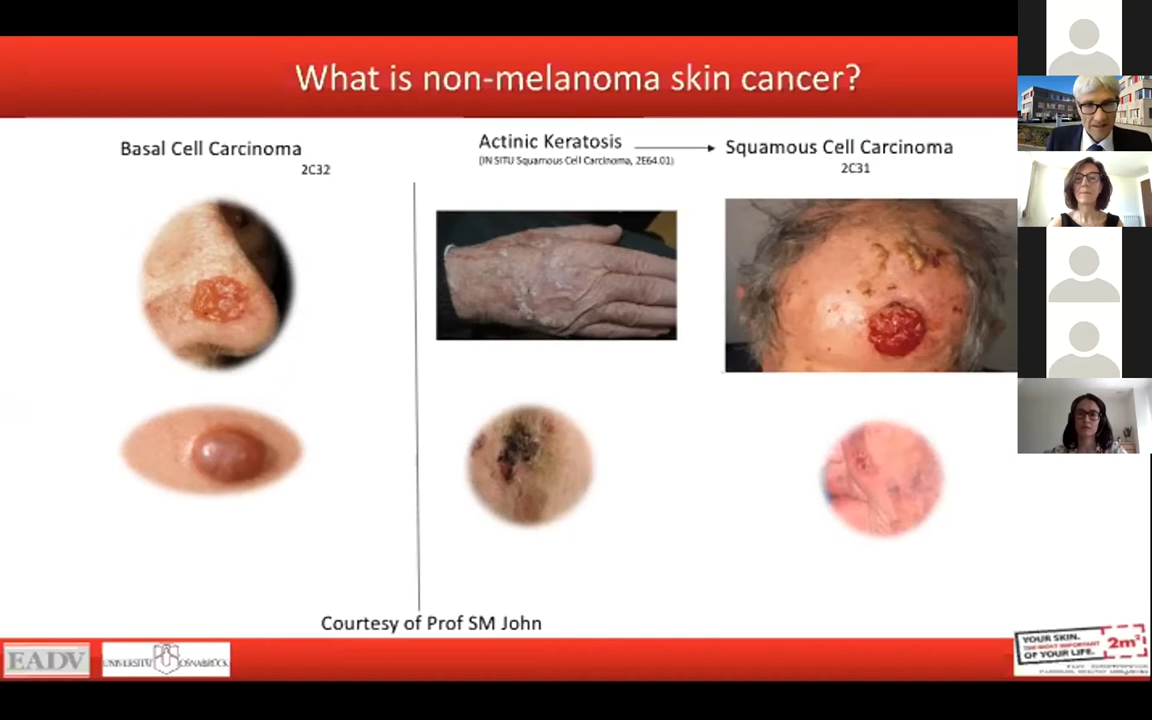 What is non-melanoma skin cancer?
Basal Cell Carcinoma
2C32
Actinic Keratosis
(IN SITU Squamous Cell Carcinoma, 2E64.01)
Squamous Cell Carcinoma
2C31
Courtesy of Prof SM John
EADV
UNIVERSITÄT OSNABRÜCK
YOUR SKIN.
THE MOST IMPORTANT
OF YOUR LIFE.
2m²